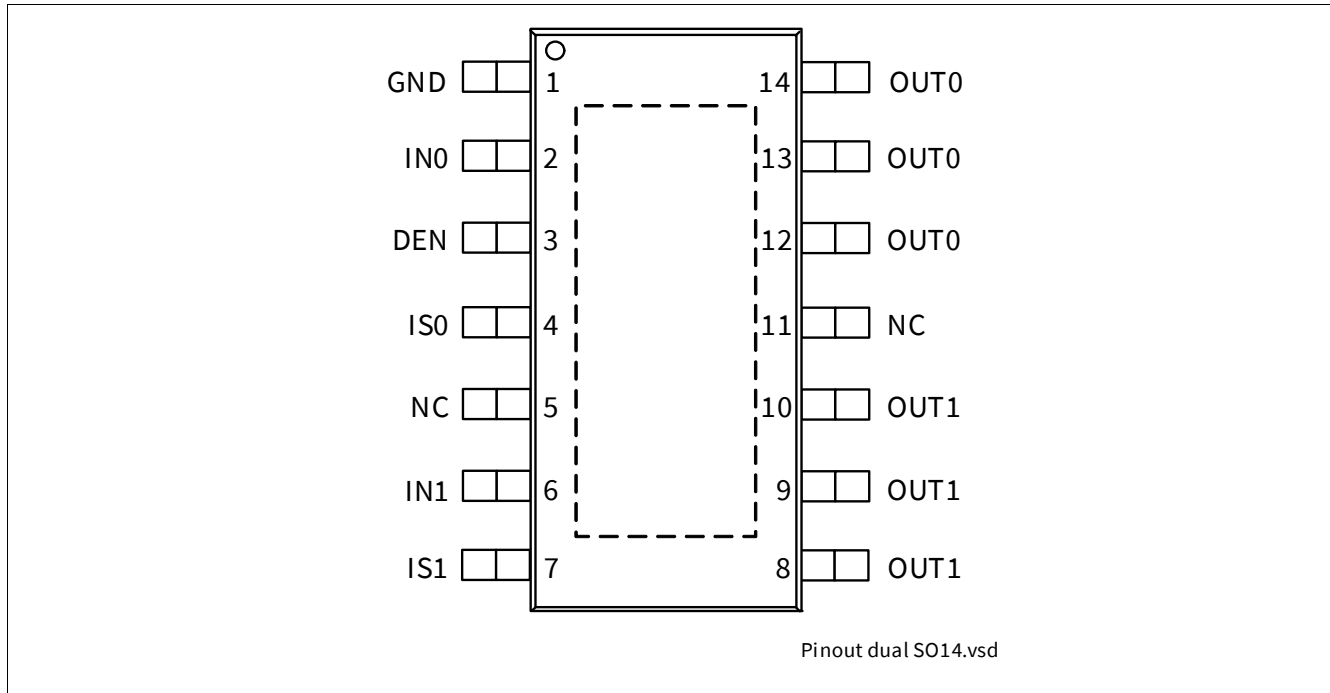 GND 1 14 OUT0
IN0 2 13 OUT0
DEN 3 12 OUT0
IS0 4 11 NC
NC 5 10 OUT1
IN1 6 9 OUT1
IS1 7 8 OUT1
Pinout dual SO14.vsd